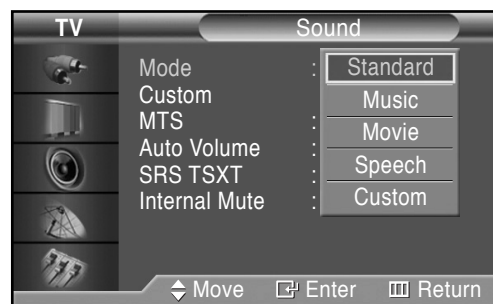 TV Sound
Mode : Standard
Custom Music
MTS : Movie
Auto Volume : Speech
SRS TSXT : Custom
Internal Mute :
Move Enter Return